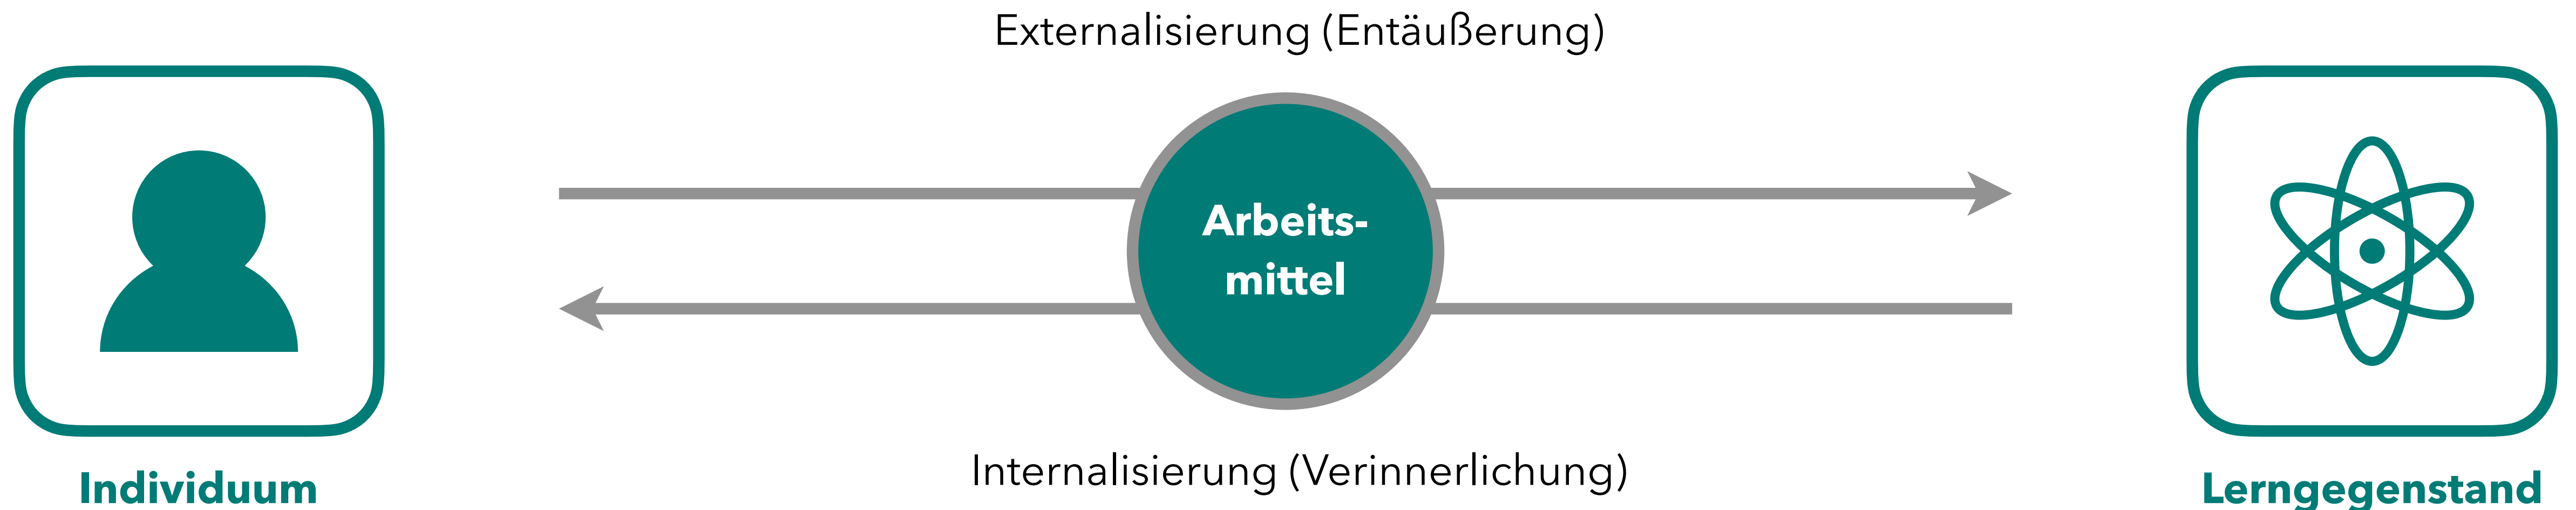 Externalisierung (Entäußerung)
Arbeits-
mittel
Internalisierung (Verinnerlichung)
Individuum
Lerngegenstand